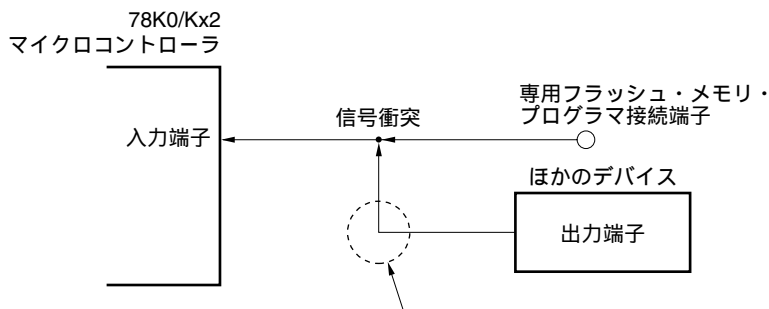 78K0/Kx2
マイクロコントローラ
入力端子
信号衝突
専用フラッシュ・メモリ・
プログラマ接続端子
ほかのデバイス
出力端子